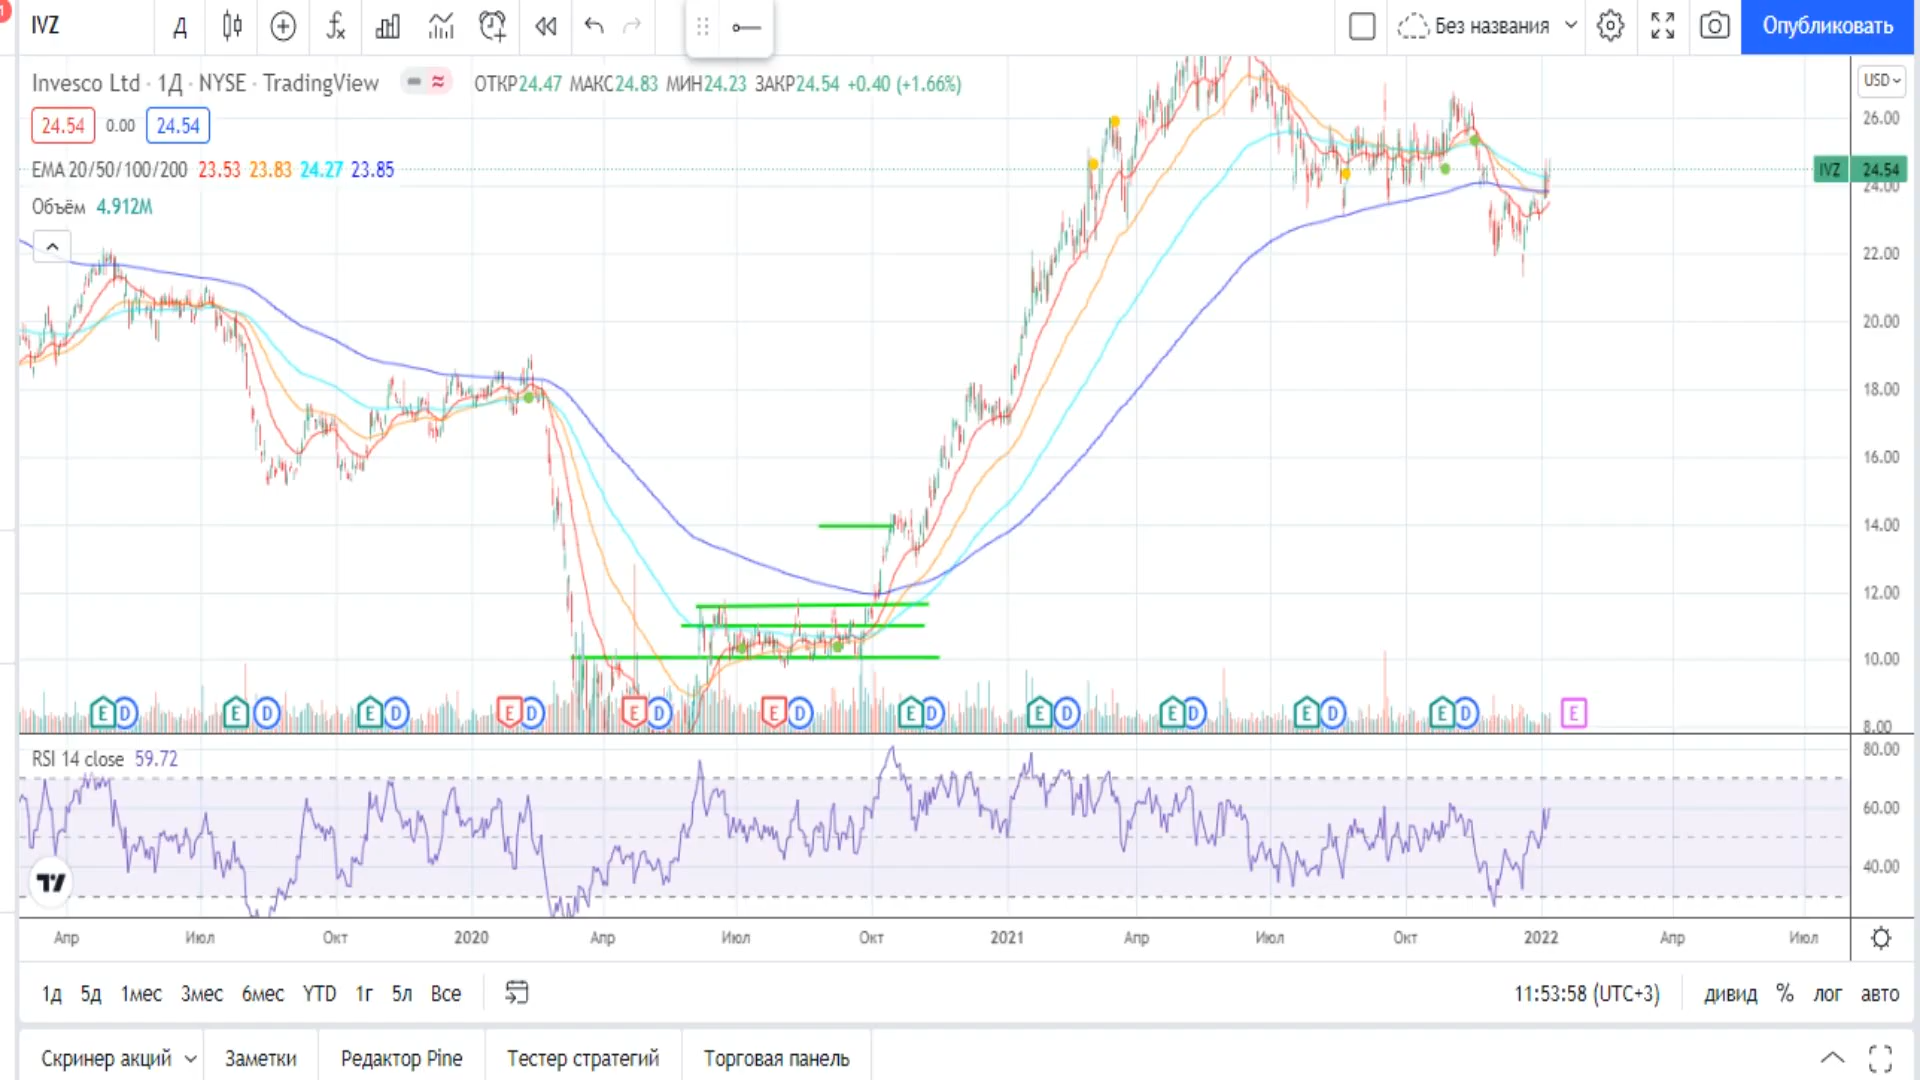 IVZ
Д
Без названия
Опубликовать
Invesco Ltd · 1Д · NYSE · TradingView
ОТКР24.47 МАКС24.83 МИН24.23 ЗАКР24.54 +0.40 (+1.66%)
USD
24.54 0.00 24.54
26.00
EMA 20/50/100/200 23.53 23.83 24.27 23.85
IVZ 24.54
24.00
Объём 4.912M
22.00
20.00
18.00
16.00
14.00
12.00
10.00
8.00
E D E D E D E D E D E D E D E D E D E D E D E
RSI 14 close 59.72
80.00
60.00
40.00
Апр Июл Окт 2020 Апр Июл Окт 2021 Апр Июл Окт 2022 Апр Июл
1д 5д 1мес 3мес 6мес YTD 1г 5л Все
11:53:58 (UTC+3) дивид % лог авто
Скринер акций Заметки Редактор Pine Тестер стратегий Торговая панель